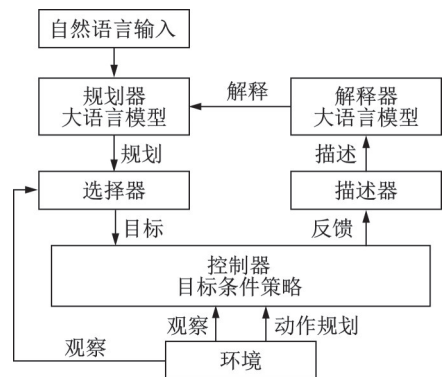 自然语言输入
规划器
大语言模型
解释
解释器
大语言模型
规划
描述
选择器
描述器
目标
反馈
控制器
目标条件策略
观察
动作规划
观察
环境